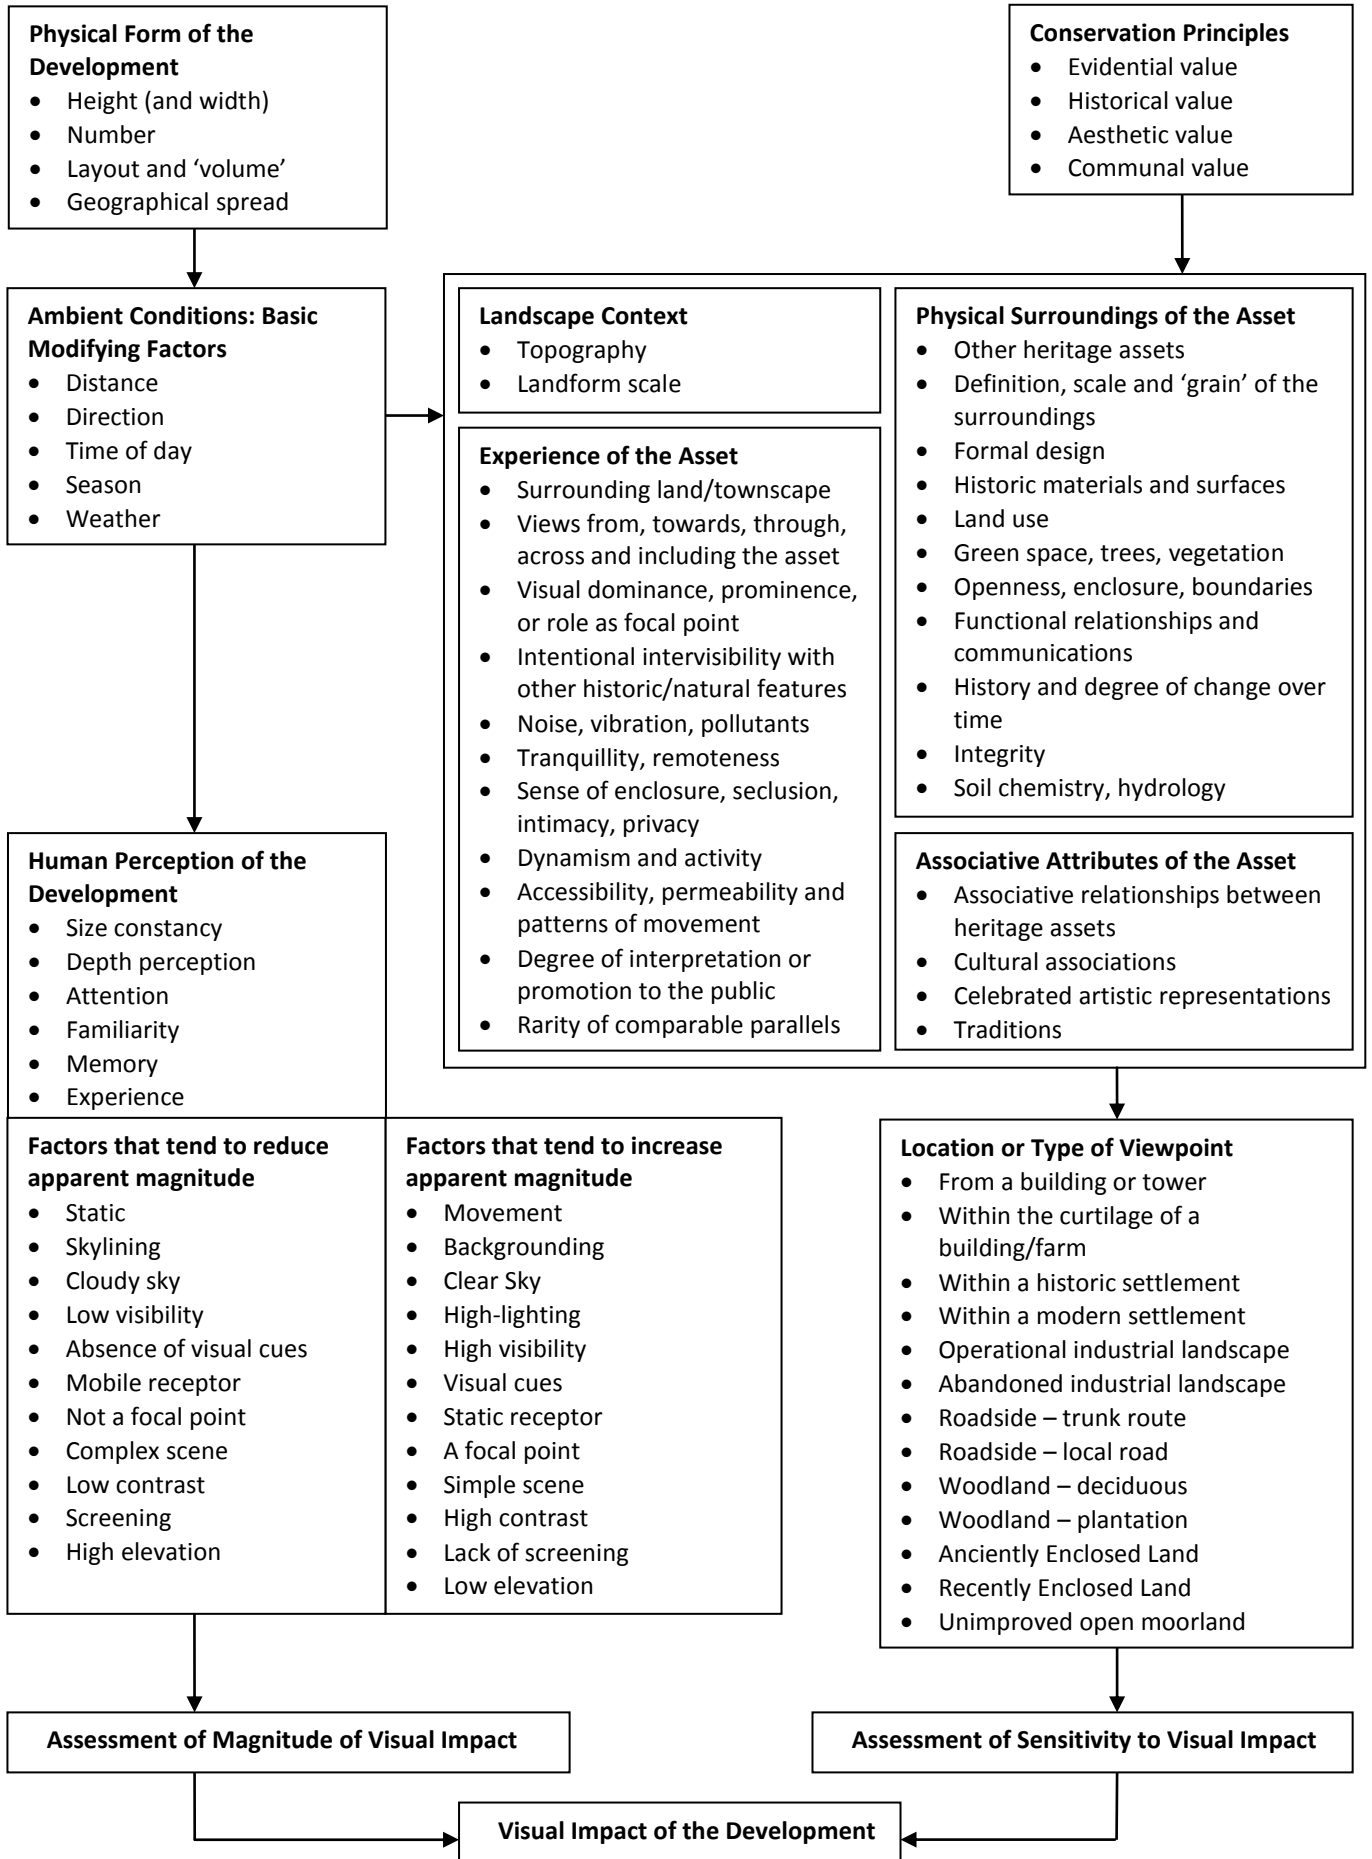 Physical Form of the
Development
• Height (and width)
• Number
• Layout and ‘volume’
• Geographical spread
Conservation Principles
• Evidential value
• Historical value
• Aesthetic value
• Communal value
Ambient Conditions: Basic
Modifying Factors
• Distance
• Direction
• Time of day
• Season
• Weather
Landscape Context
• Topography
• Landform scale
Experience of the Asset
• Surrounding land/townscape
• Views from, towards, through,
across and including the asset
• Visual dominance, prominence,
or role as focal point
• Intentional intervisibility with
other historic/natural features
• Noise, vibration, pollutants
• Tranquillity, remoteness
• Sense of enclosure, seclusion,
intimacy, privacy
• Dynamism and activity
• Accessibility, permeability and
patterns of movement
• Degree of interpretation or
promotion to the public
• Rarity of comparable parallels
Physical Surroundings of the Asset
• Other heritage assets
• Definition, scale and ‘grain’ of the
surroundings
• Formal design
• Historic materials and surfaces
• Land use
• Green space, trees, vegetation
• Openness, enclosure, boundaries
• Functional relationships and
communications
• History and degree of change over
time
• Integrity
• Soil chemistry, hydrology
Associative Attributes of the Asset
• Associative relationships between
heritage assets
• Cultural associations
• Celebrated artistic representations
• Traditions
Human Perception of the
Development
• Size constancy
• Depth perception
• Attention
• Familiarity
• Memory
• Experience
Factors that tend to reduce
apparent magnitude
• Static
• Skylining
• Cloudy sky
• Low visibility
• Absence of visual cues
• Mobile receptor
• Not a focal point
• Complex scene
• Low contrast
• Screening
• High elevation
Factors that tend to increase
apparent magnitude
• Movement
• Backgrounding
• Clear Sky
• High-lighting
• High visibility
• Visual cues
• Static receptor
• A focal point
• Simple scene
• High contrast
• Lack of screening
• Low elevation
Location or Type of Viewpoint
• From a building or tower
• Within the curtilage of a
building/farm
• Within a historic settlement
• Within a modern settlement
• Operational industrial landscape
• Abandoned industrial landscape
• Roadside – trunk route
• Roadside – local road
• Woodland – deciduous
• Woodland – plantation
• Anciently Enclosed Land
• Recently Enclosed Land
• Unimproved open moorland
Assessment of Magnitude of Visual Impact
Assessment of Sensitivity to Visual Impact
Visual Impact of the Development